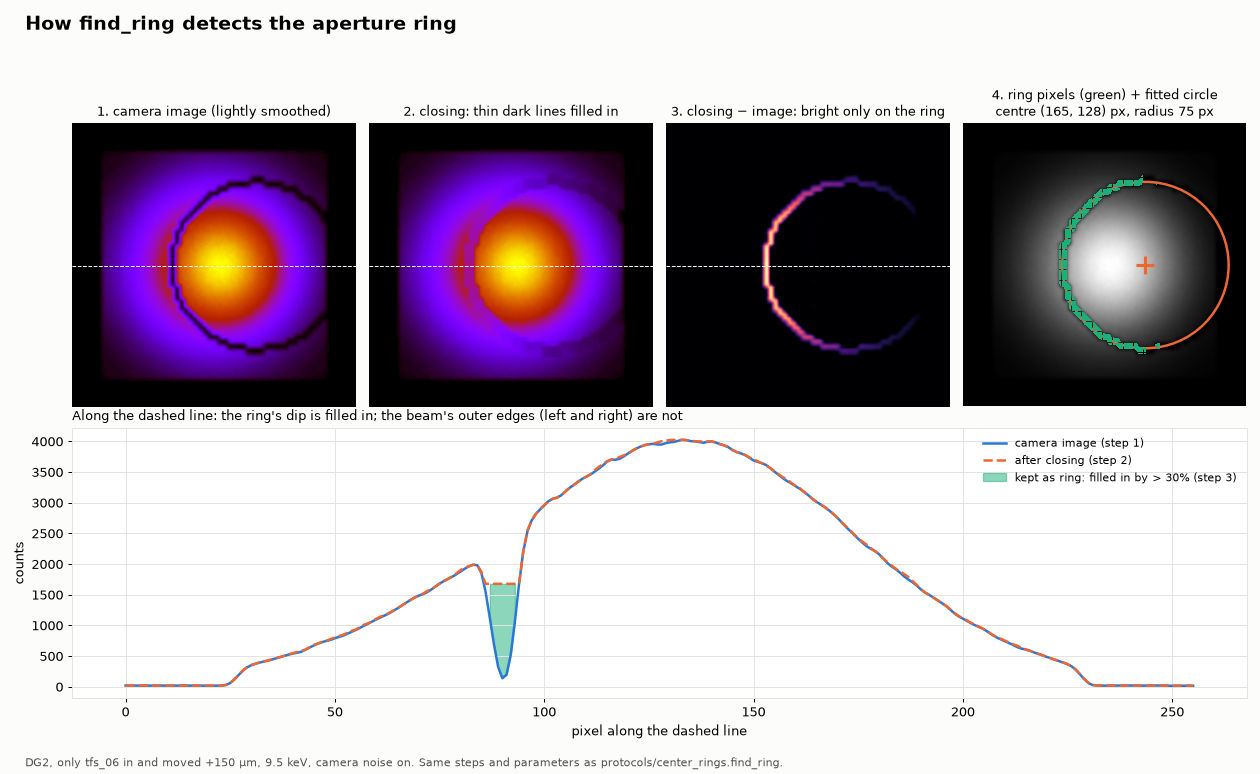 How find_ring detects the aperture ring
1. camera image (lightly smoothed)
2. closing: thin dark lines filled in
3. closing − image: bright only on the ring
4. ring pixels (green) + fitted circle
centre (165, 128) px, radius 75 px
Along the dashed line: the ring's dip is filled in; the beam's outer edges (left and right) are not
4000
3500
3000
2500
2000
1500
1000
500
0
counts
camera image (step 1)
after closing (step 2)
kept as ring: filled in by > 30% (step 3)
0 50 100 150 200 250
pixel along the dashed line
DG2, only tfs_06 in and moved +150 µm, 9.5 keV, camera noise on. Same steps and parameters as protocols/center_rings.find_ring.